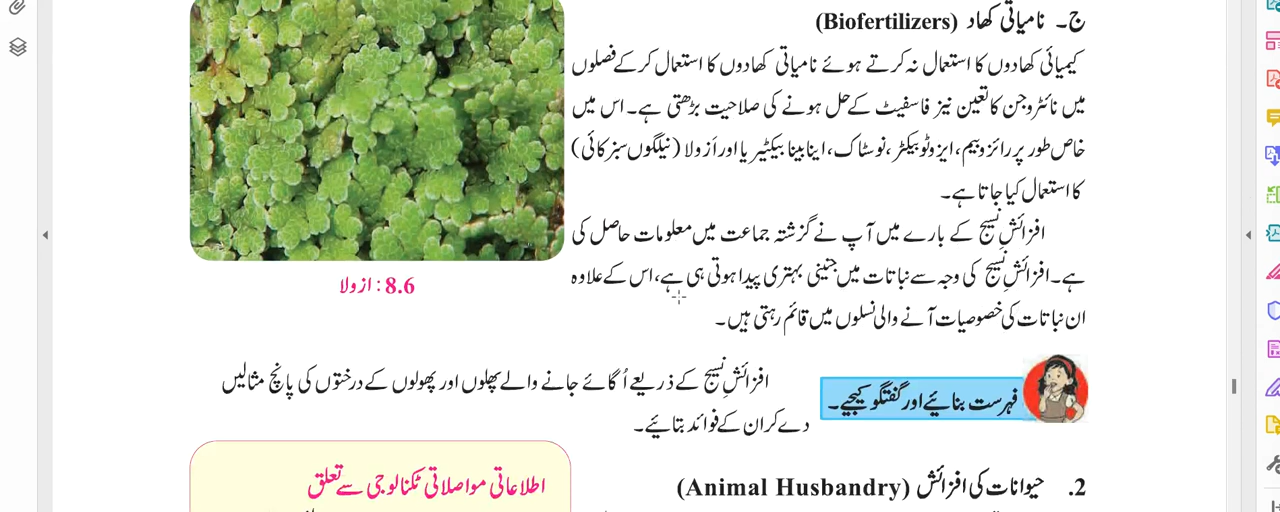 ج۔ نامیاتی کھاد (Biofertilizers)
کیمیائی کھادوں کا استعمال نہ کرتے ہوئے نامیاتی کھادوں کا استعمال کرکے فصلوں
میں نائٹروجن کا تعین نیز فاسفیٹ کے حل ہونے کی صلاحیت بڑھتی ہے۔ اس میں
خاص طور پر رائزوبیم، ایزوٹوبیکٹر، نوسٹاک، اینابینا بیکٹیریا اور اَزولا (نیلگوں سبز کائی)
کا استعمال کیا جاتا ہے۔
افزائشِ نسیج کے بارے میں آپ نے گزشتہ جماعت میں معلومات حاصل کی
ہے۔ افزائشِ نسیج کی وجہ سے نباتات میں جینی بہتری پیدا ہوتی ہی ہے، اس کے علاوہ
ان نباتات کی خصوصیات آنے والی نسلوں میں قائم رہتی ہیں۔
8.6 : ازولا
فہرست بنائیے اور گفتگو کیجیے۔
افزائشِ نسیج کے ذریعے اُگائے جانے والے پھلوں اور پھولوں کے درختوں کی پانچ مثالیں
دے کر ان کے فوائد بتائیے۔
2. حیوانات کی افزائش (Animal Husbandry)
اطلاعاتی مواصلاتی ٹکنالوجی سے تعلق